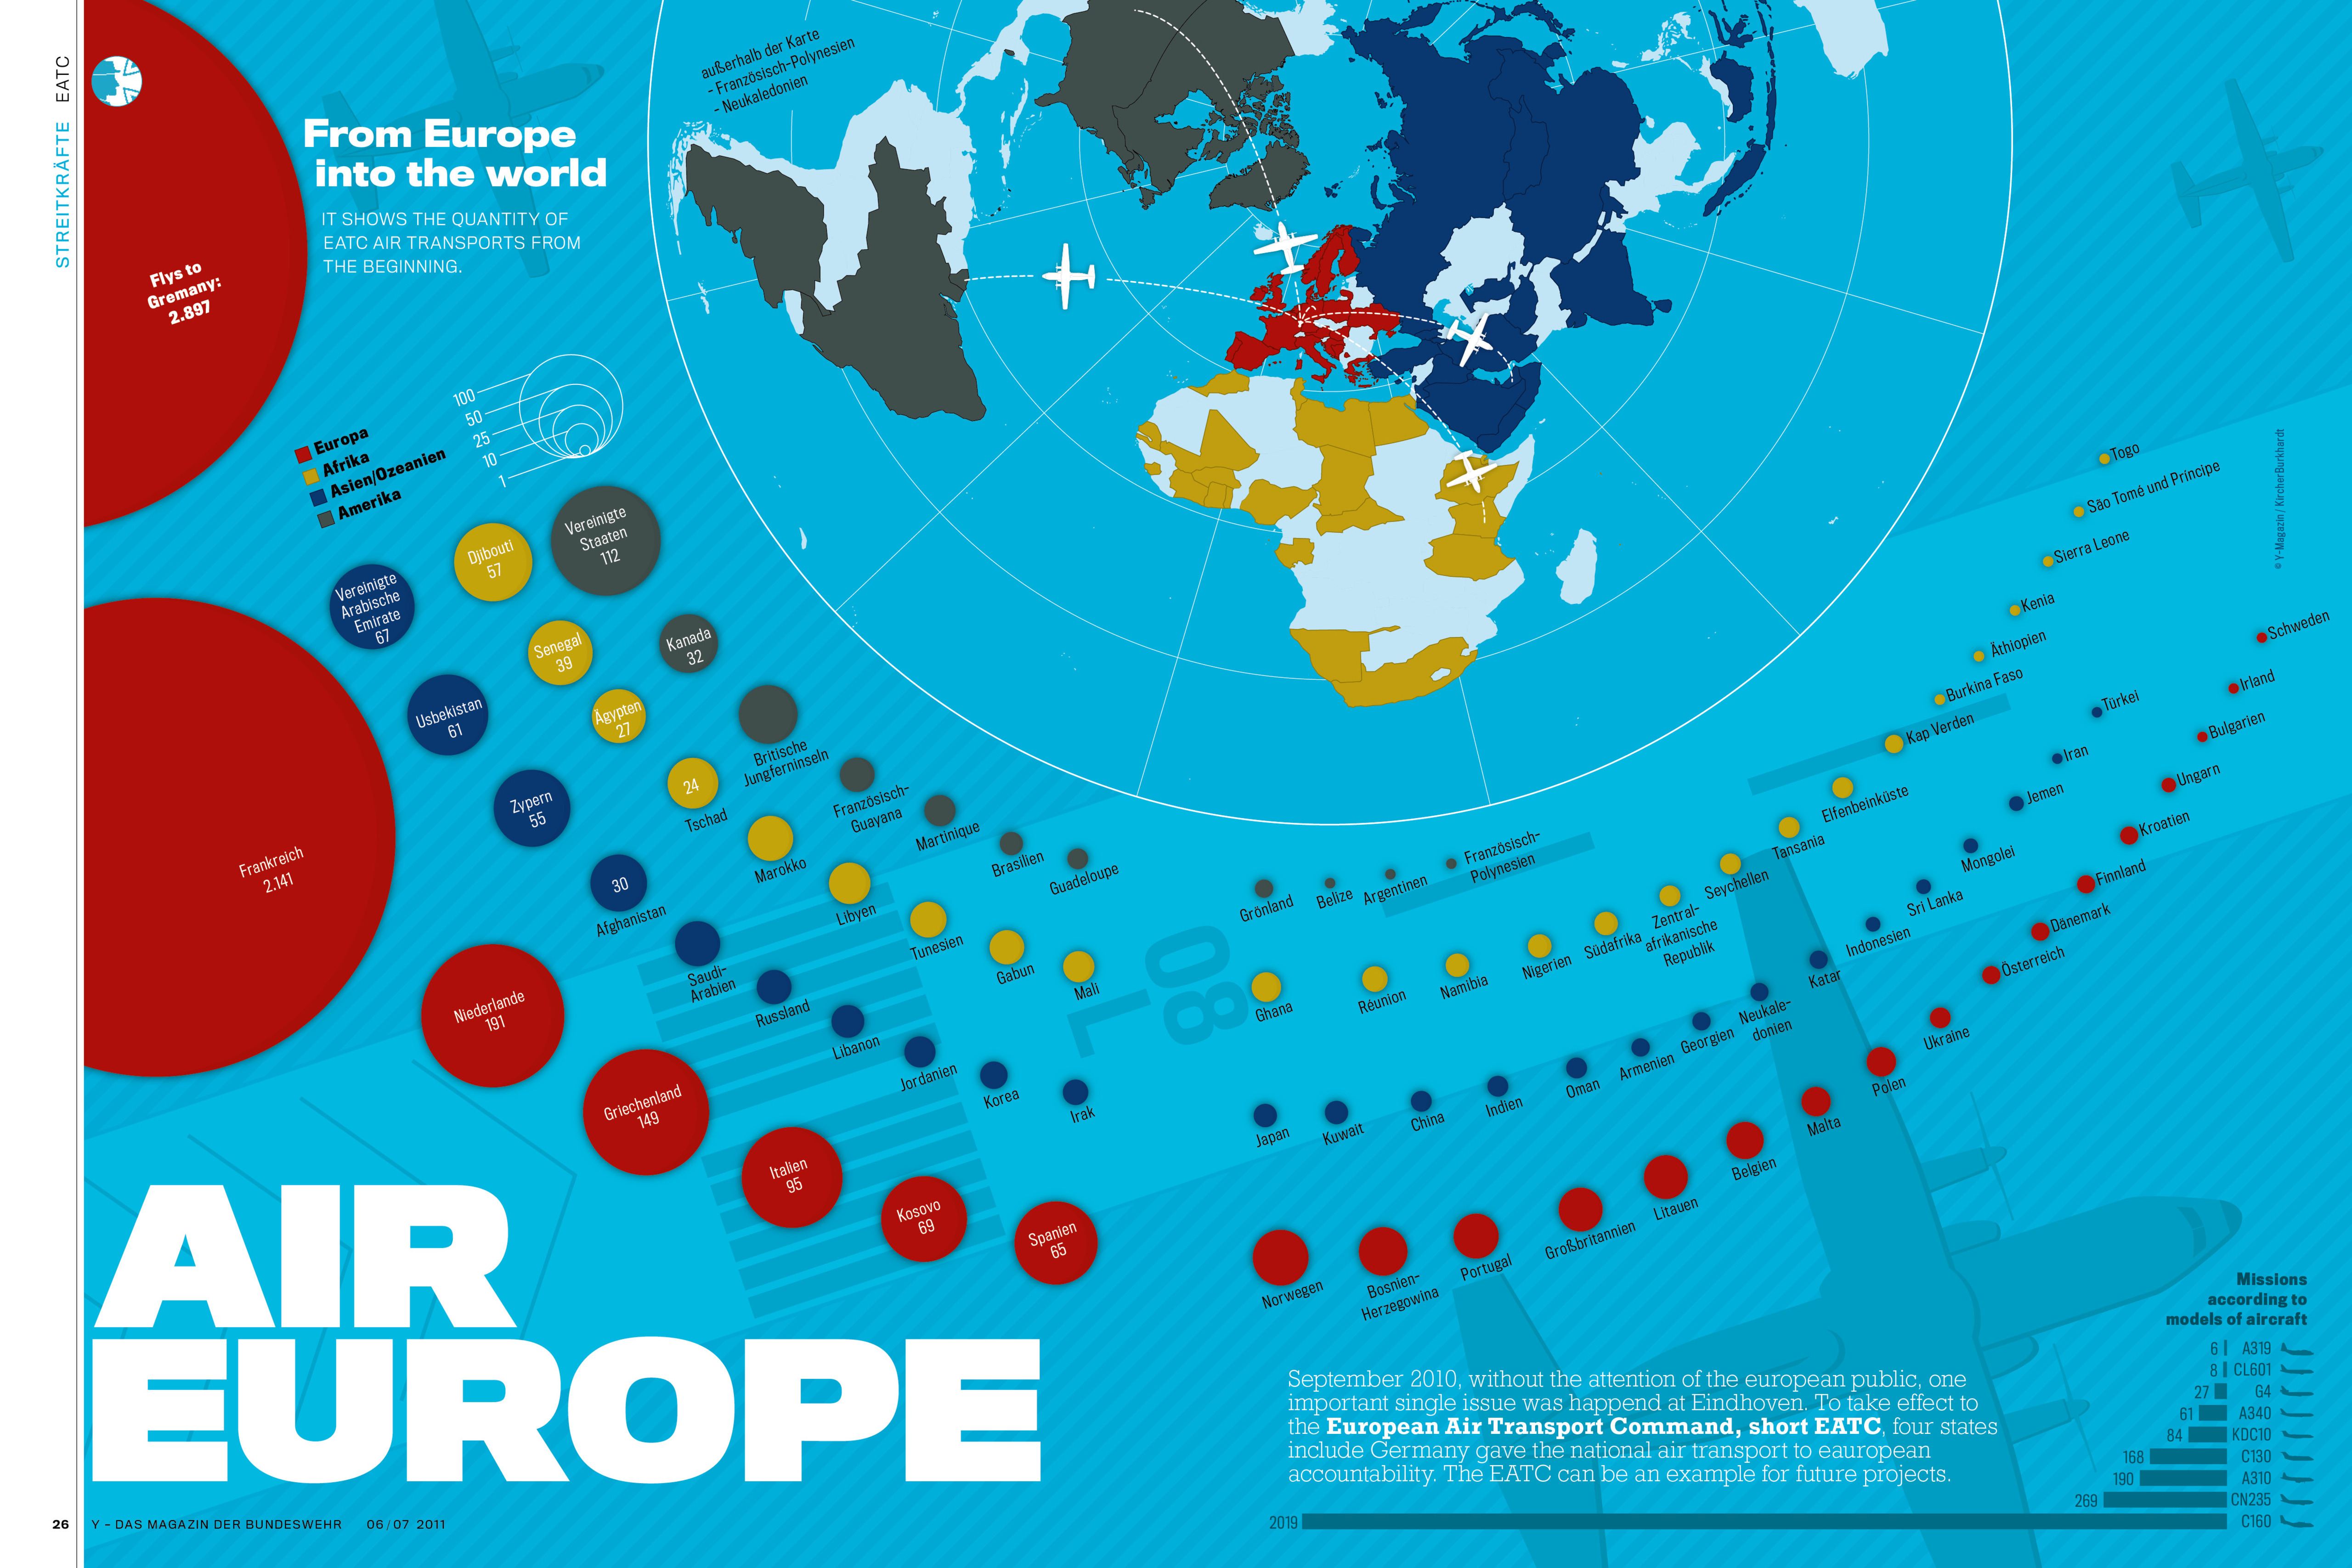 STREITKRÄFTE EATC
From Europe
into the world
IT SHOWS THE QUANTITY OF
EATC AIR TRANSPORTS FROM
THE BEGINNING.
außerhalb der Karte
- Französisch-Polynesien
- Neukaledonien
Flys to
Gremany:
2.897
100
50
25
10
1
Europa
Afrika
Asien/Ozeanien
Amerika
Vereinigte
Staaten
112
Kanada
32
Britische
Jungferninseln
Französisch-
Guayana
Martinique
Brasilien
Guadeloupe
Grönland
Belize
Argentinen
Französisch-
Polynesien
Djibouti
57
Senegal
39
Ägypten
27
24
Tschad
Marokko
Libyen
Tunesien
Gabun
Mali
Ghana
Réunion
Namibia
Nigerien
Südafrika
Zentral-
afrikanische
Republik
Seychellen
Tansania
Elfenbeinküste
Kap Verden
Burkina Faso
Äthiopien
Kenia
Sierra Leone
São Tomé und Príncipe
Togo
Vereinigte
Arabische
Emirate
67
Usbekistan
61
Zypern
55
30
Afghanistan
Saudi-
Arabien
Russland
Libanon
Jordanien
Korea
Irak
Japan
Kuwait
China
Indien
Oman
Armenien
Georgien
Neukale-
donien
Katar
Indonesien
Sri Lanka
Mongolei
Jemen
Iran
Türkei
Frankreich
2.141
Niederlande
191
Griechenland
149
Italien
95
Kosovo
69
Spanien
65
Norwegen
Bosnien-
Herzegowina
Portugal
Großbritannien
Litauen
Belgien
Malta
Polen
Ukraine
Österreich
Dänemark
Finnland
Kroatien
Ungarn
Bulgarien
Irland
Schweden
© Y-Magazin / KircherBurkhardt
08
L
AIR
EUROPE
September 2010, without the attention of the european public, one
important single issue was happend at Eindhoven. To take effect to
the European Air Transport Command, short EATC, four states
include Germany gave the national air transport to eauropean
accountability. The EATC can be an example for future projects.
Missions
according to
models of aircraft
6 A319
8 CL601
27 G4
61 A340
84 KDC10
168 C130
190 A310
269 CN235
2019 C160
26 Y – DAS MAGAZIN DER BUNDESWEHR 06/07 2011